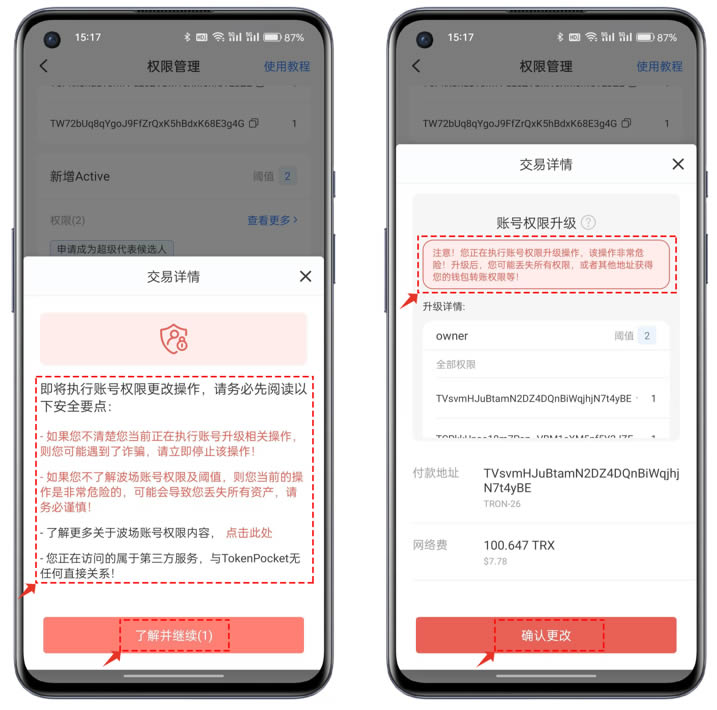 15:17
87%
权限管理
使用教程
TW72bUq8qYgoJ9FfZrQxK5hBdxK68E3g4G
1
新增Active
阈值 2
权限(2)
查看更多
申请成为超级代表候选人
交易详情
即将执行账号权限更改操作，请务必先阅读以
下安全要点：
- 如果您不清楚您当前正在执行账号升级相关操作，
则您可能遇到了诈骗，请立即停止该操作！
- 如果您不了解波场账号权限及阈值，则您当前的操
作是非常危险的，可能会导致您丢失所有资产，请
务必谨慎！
- 了解更多关于波场账号权限内容， 点击此处
- 您正在访问的属于第三方服务，与TokenPocket无
任何直接关系！
了解并继续(1)
15:17
87%
权限管理
使用教程
TW72bUq8qYgoJ9FfZrQxK5hBdxK68E3g4G
1
交易详情
账号权限升级
注意！您正在执行账号权限升级操作，该操作非常危
险！升级后，您可能丢失所有权限，或者其他地址获得
您的钱包转账权限等！
升级详情:
owner
阈值 2
全部权限
TVsvmHJuBtamN2DZ4DQnBiWqjhjN7t4yBE
1
付款地址
TVsvmHJuBtamN2DZ4DQnBiWqjhj
N7t4yBE
TRON-26
网络费
100.647 TRX
$7.78
确认更改